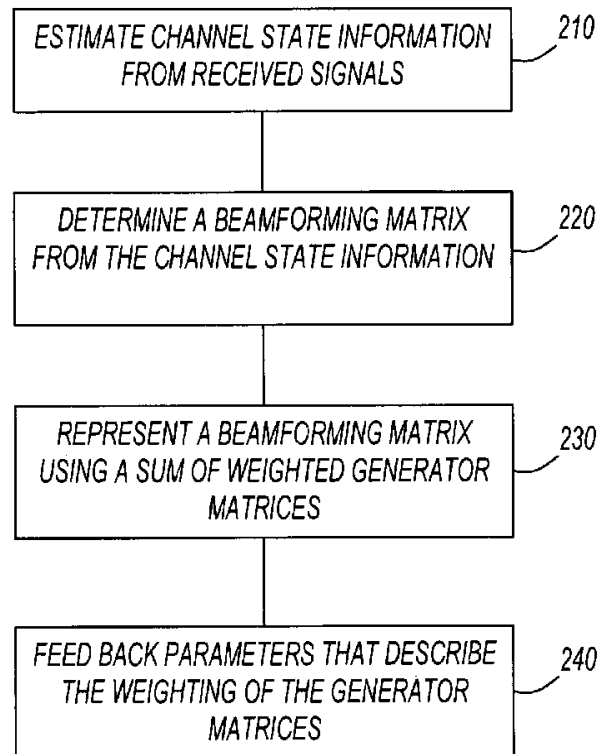 ESTIMATE CHANNEL STATE INFORMATION
FROM RECEIVED SIGNALS
210
DETERMINE A BEAMFORMING MATRIX
FROM THE CHANNEL STATE INFORMATION
220
REPRESENT A BEAMFORMING MATRIX
USING A SUM OF WEIGHTED GENERATOR
MATRICES
230
FEED BACK PARAMETERS THAT DESCRIBE
THE WEIGHTING OF THE GENERATOR
MATRICES
240